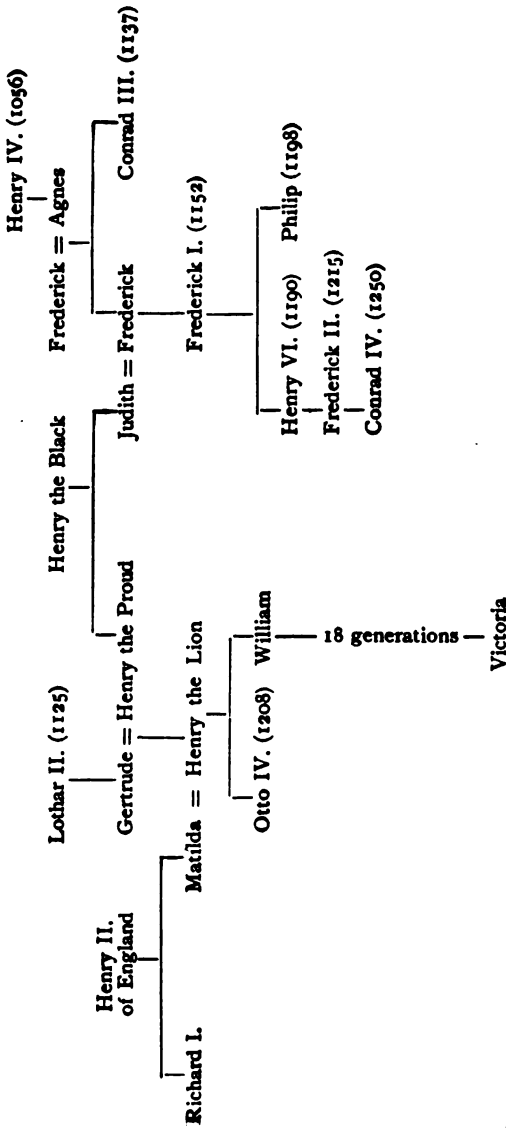 Henry IV. (1056)
Henry the Black Frederick = Agnes
Lothar II. (1125)
Gertrude = Henry the Proud Judith = Frederick Conrad III. (1137)
Henry II.
of England
Richard I. Matilda = Henry the Lion Frederick I. (1152)
Otto IV. (1208) William Henry VI. (1190) Philip (1198)
Frederick II. (1215)
Conrad IV. (1250)
18 generations
Victoria